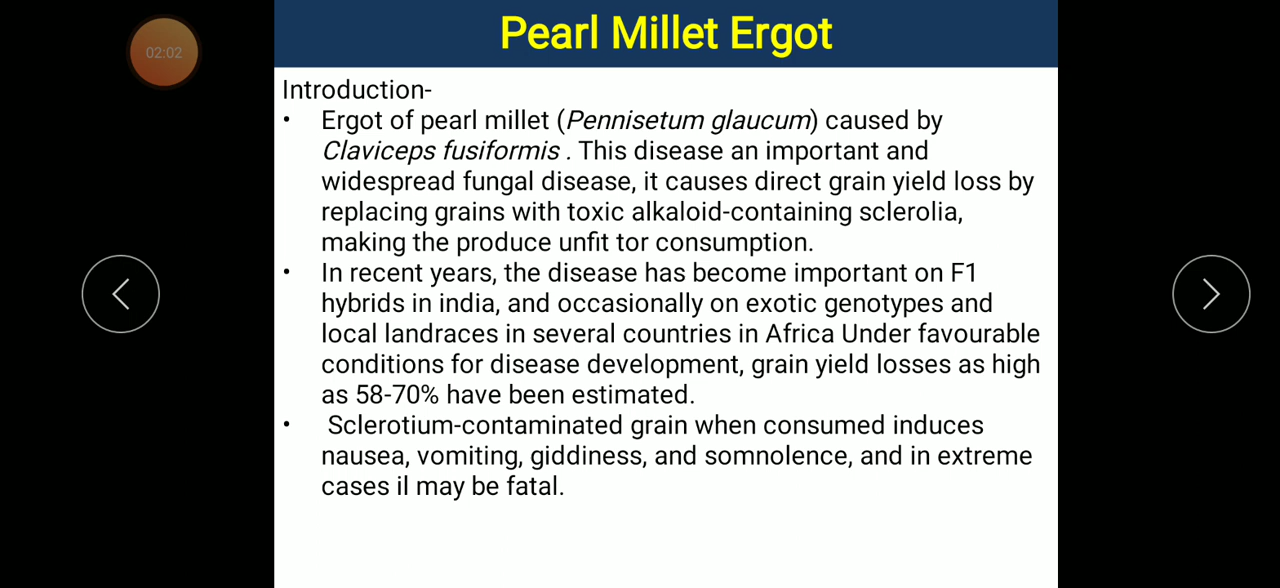 02:02
Pearl Millet Ergot
Introduction-
• Ergot of pearl millet (Pennisetum glaucum) caused by
Claviceps fusiformis . This disease an important and
widespread fungal disease, it causes direct grain yield loss by
replacing grains with toxic alkaloid-containing sclerolia,
making the produce unfit tor consumption.
• In recent years, the disease has become important on F1
hybrids in india, and occasionally on exotic genotypes and
local landraces in several countries in Africa Under favourable
conditions for disease development, grain yield losses as high
as 58-70% have been estimated.
• Sclerotium-contaminated grain when consumed induces
nausea, vomiting, giddiness, and somnolence, and in extreme
cases il may be fatal.